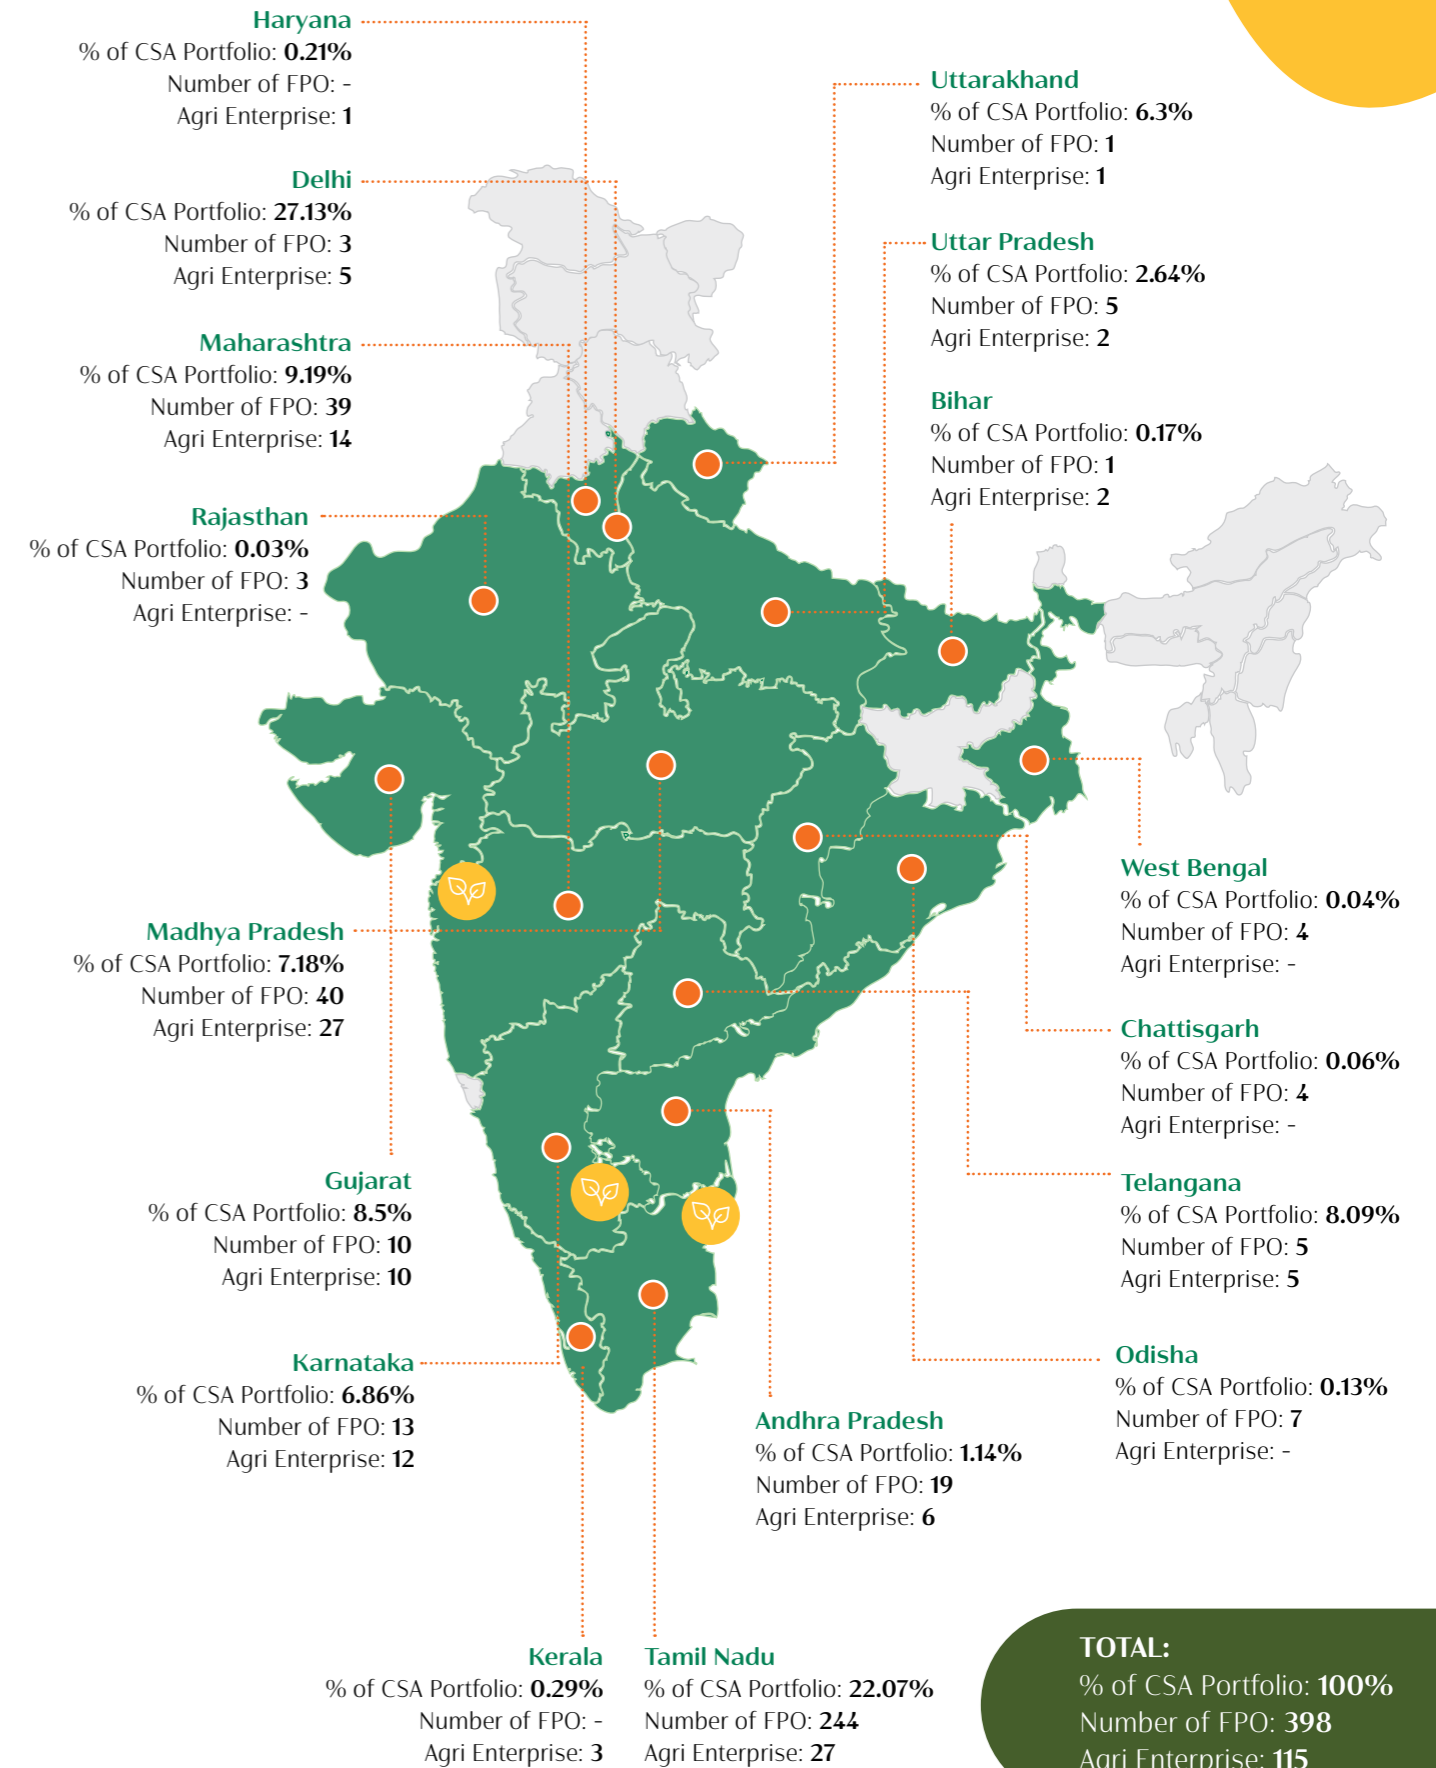 Haryana
% of CSA Portfolio: 0.21%
Number of FPO: -
Agri Enterprise: 1
Delhi
% of CSA Portfolio: 27.13%
Number of FPO: 3
Agri Enterprise: 5
Maharashtra
% of CSA Portfolio: 9.19%
Number of FPO: 39
Agri Enterprise: 14
Rajasthan
% of CSA Portfolio: 0.03%
Number of FPO: 3
Agri Enterprise: -
Madhya Pradesh
% of CSA Portfolio: 7.18%
Number of FPO: 40
Agri Enterprise: 27
Gujarat
% of CSA Portfolio: 8.5%
Number of FPO: 10
Agri Enterprise: 10
Karnataka
% of CSA Portfolio: 6.86%
Number of FPO: 13
Agri Enterprise: 12
Kerala
% of CSA Portfolio: 0.29%
Number of FPO: -
Agri Enterprise: 3
Tamil Nadu
% of CSA Portfolio: 22.07%
Number of FPO: 244
Agri Enterprise: 27
Uttarakhand
% of CSA Portfolio: 6.3%
Number of FPO: 1
Agri Enterprise: 1
Uttar Pradesh
% of CSA Portfolio: 2.64%
Number of FPO: 5
Agri Enterprise: 2
Bihar
% of CSA Portfolio: 0.17%
Number of FPO: 1
Agri Enterprise: 2
West Bengal
% of CSA Portfolio: 0.04%
Number of FPO: 4
Agri Enterprise: -
Chattisgarh
% of CSA Portfolio: 0.06%
Number of FPO: 4
Agri Enterprise: -
Telangana
% of CSA Portfolio: 8.09%
Number of FPO: 5
Agri Enterprise: 5
Odisha
% of CSA Portfolio: 0.13%
Number of FPO: 7
Agri Enterprise: -
Andhra Pradesh
% of CSA Portfolio: 1.14%
Number of FPO: 19
Agri Enterprise: 6
TOTAL:
% of CSA Portfolio: 100%
Number of FPO: 398
Agri Enterprise: 115